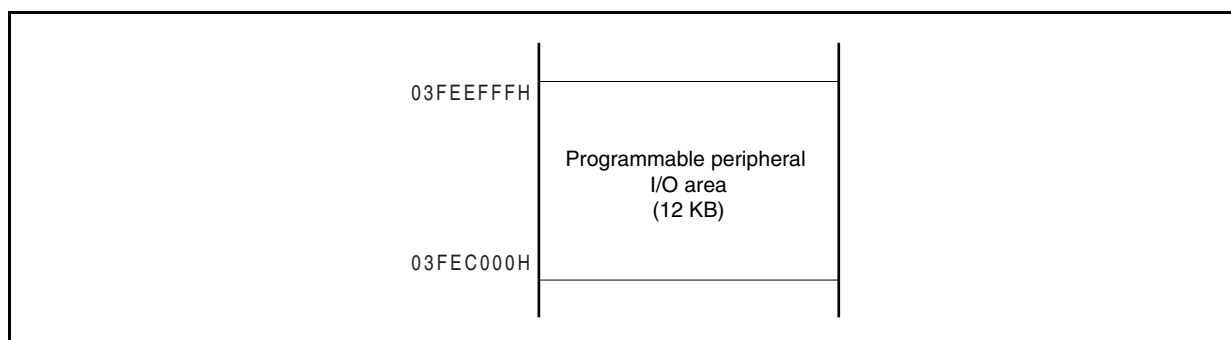 03FEEFFFH
Programmable peripheral
I/O area
(12 KB)
03FEC000H